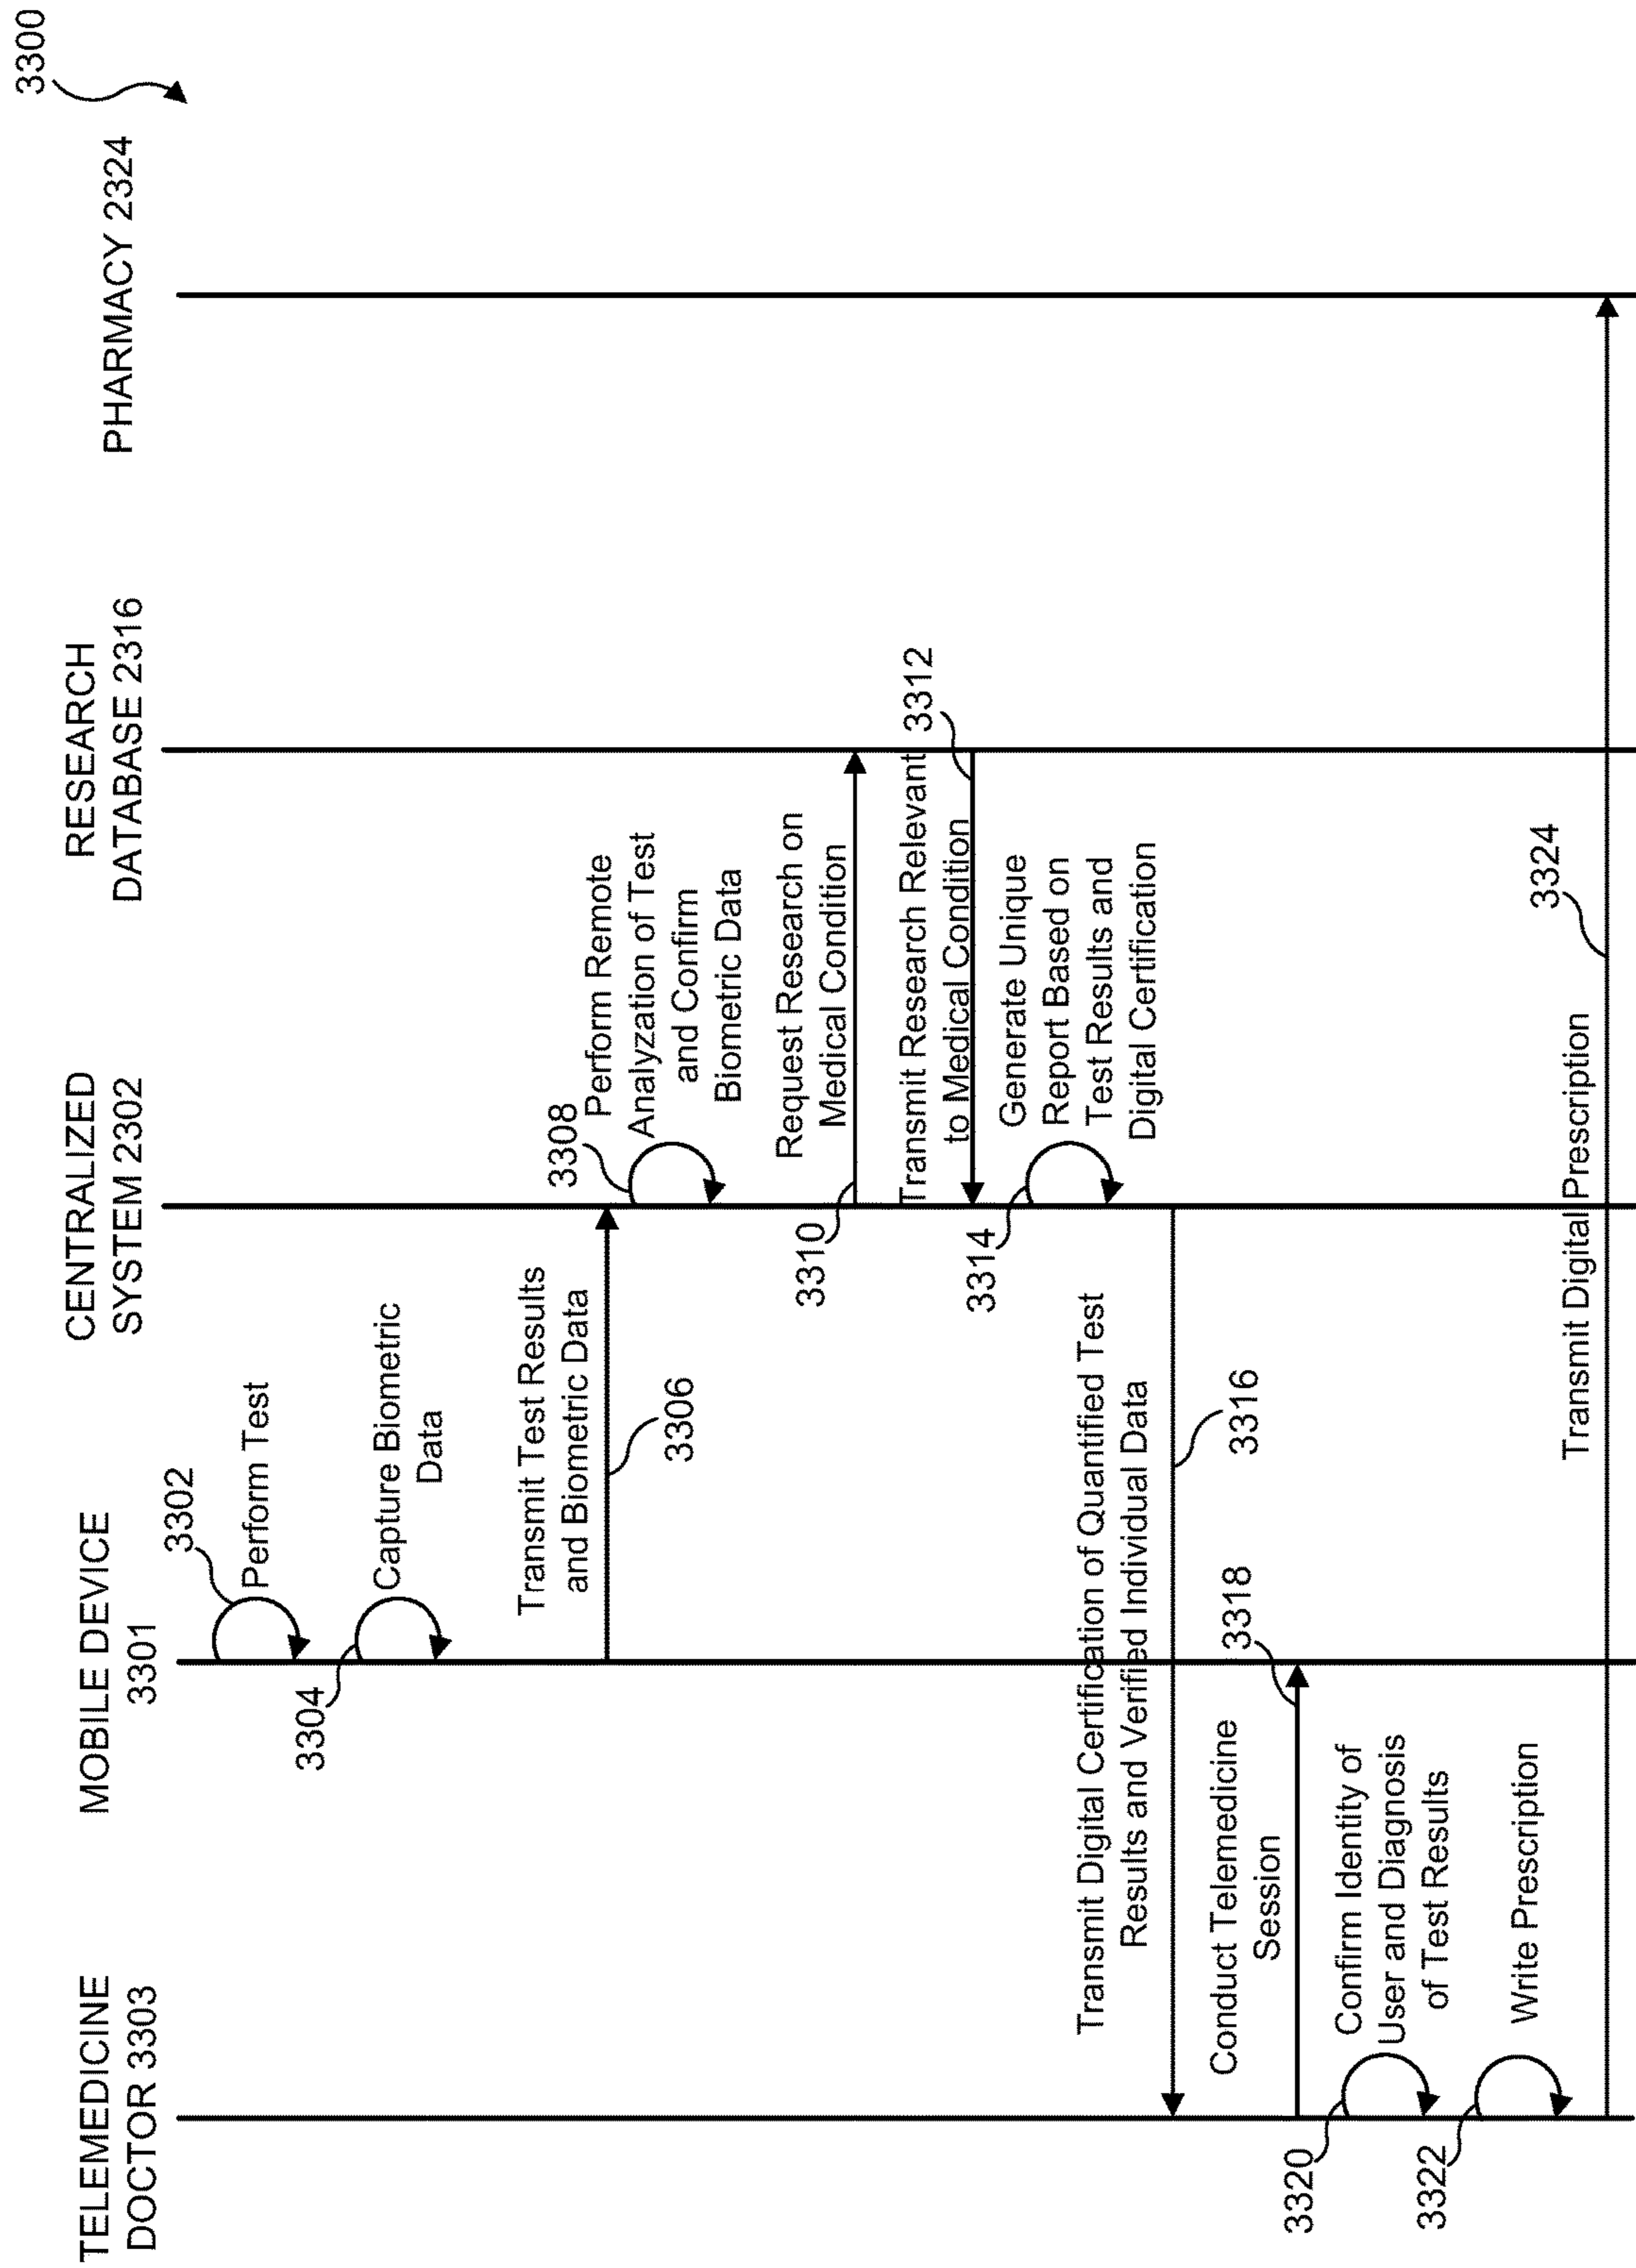 3300
TELEMEDICINE
DOCTOR 3303
MOBILE DEVICE
3301
CENTRALIZED
SYSTEM 2302
RESEARCH
DATABASE 2316
PHARMACY 2324
3302
Perform Test
3304
Capture Biometric
Data
Transmit Test Results
and Biometric Data
3306
3308
Perform Remote
Analyzation of Test
and Confirm
Biometric Data
Request Research on
Medical Condition
3310
Transmit Research Relevant
to Medical Condition
3312
3314
Generate Unique
Report Based on
Test Results and
Digital Certification
Transmit Digital Certification of Quantified Test
Results and Verified Individual Data
3316
Conduct Telemedicine
Session
3318
3320
Confirm Identity of
User and Diagnosis
of Test Results
3322
Write Prescription
Transmit Digital Prescription
3324